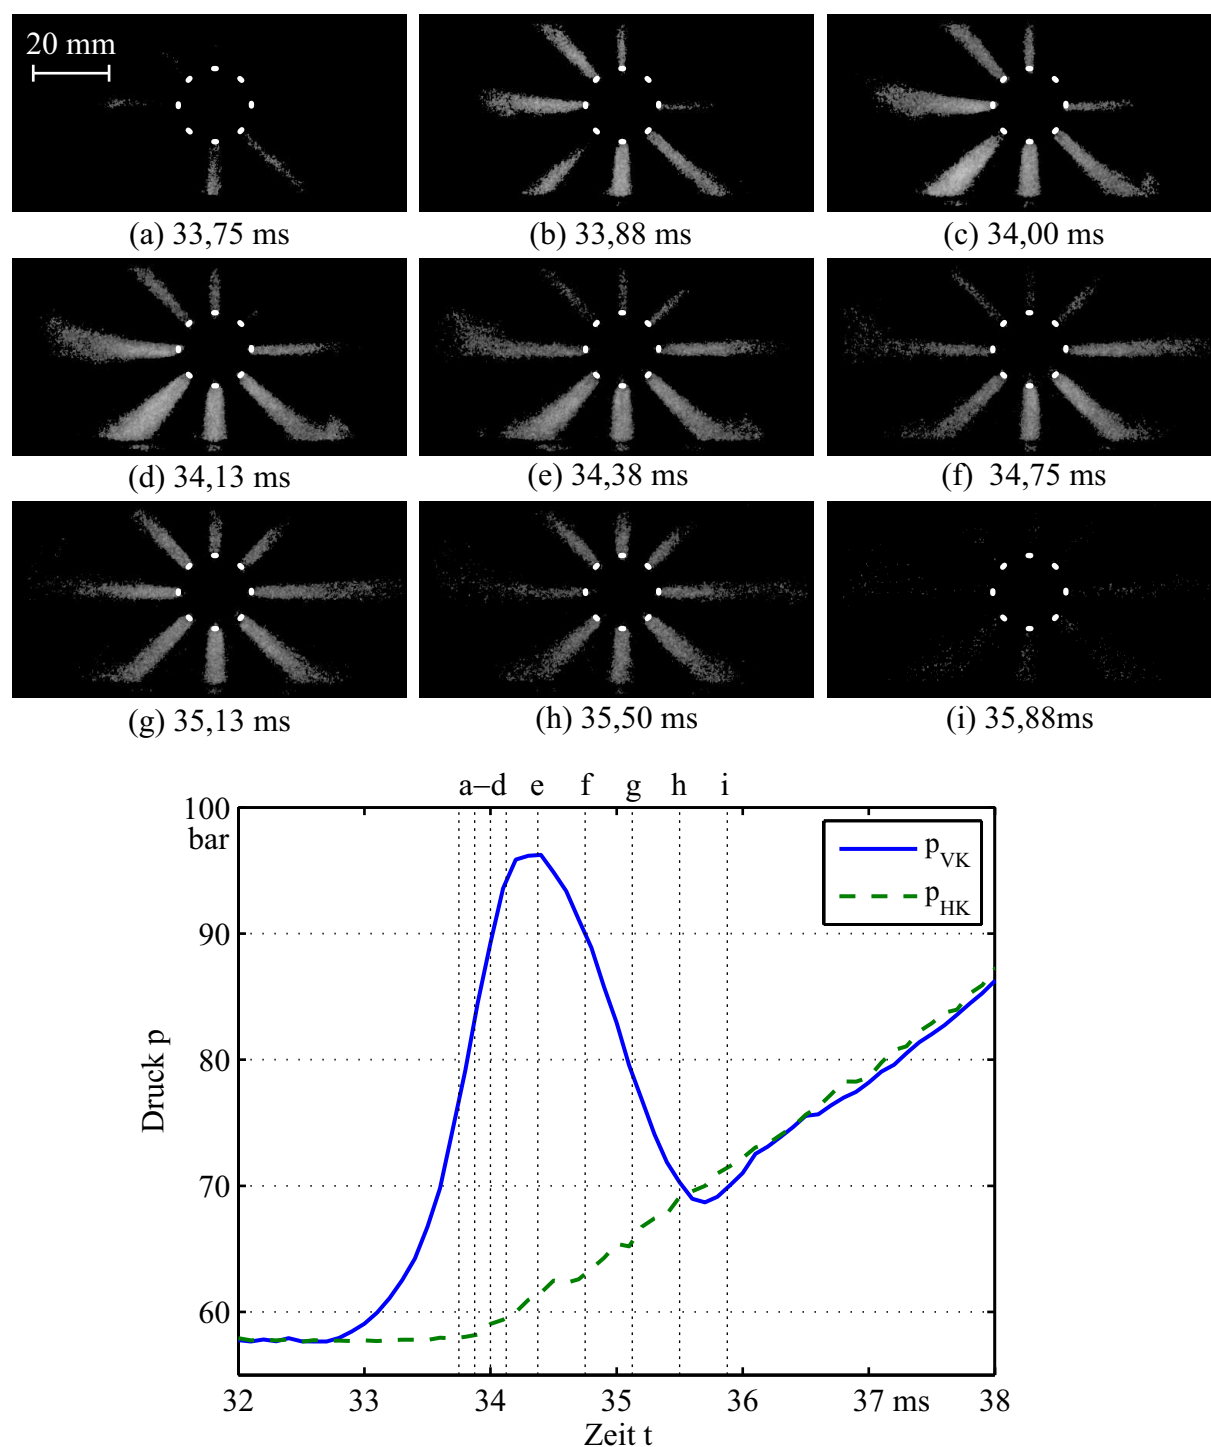 20 mm
(a) 33,75 ms
(b) 33,88 ms
(c) 34,00 ms
(d) 34,13 ms
(e) 34,38 ms
(f) 34,75 ms
(g) 35,13 ms
(h) 35,50 ms
(i) 35,88ms
a–d e f g h i
100
bar
90
80
70
60
Druck p
p_VK
p_HK
32 33 34 35 36 37 ms 38
Zeit t